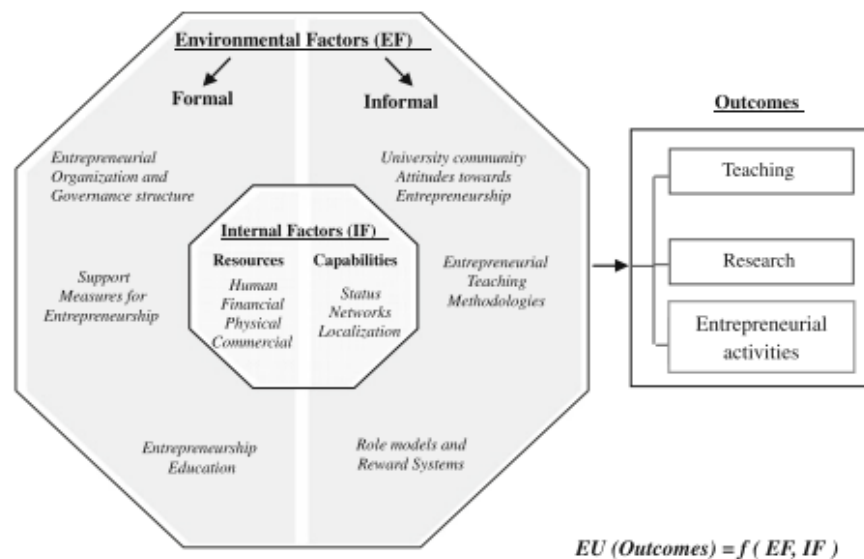 Environmental Factors (EF)
Formal
Informal
Entrepreneurial
Organization and
Governance structure
University community
Attitudes towards
Entrepreneurship
Internal Factors (IF)
Resources
Capabilities
Human
Financial
Physical
Commercial
Status
Networks
Localization
Support
Measures for
Entrepreneurship
Entrepreneurial
Teaching
Methodologies
Entrepreneurship
Education
Role models and
Reward Systems
Outcomes
Teaching
Research
Entrepreneurial
activities
EU (Outcomes) = f ( EF, IF )